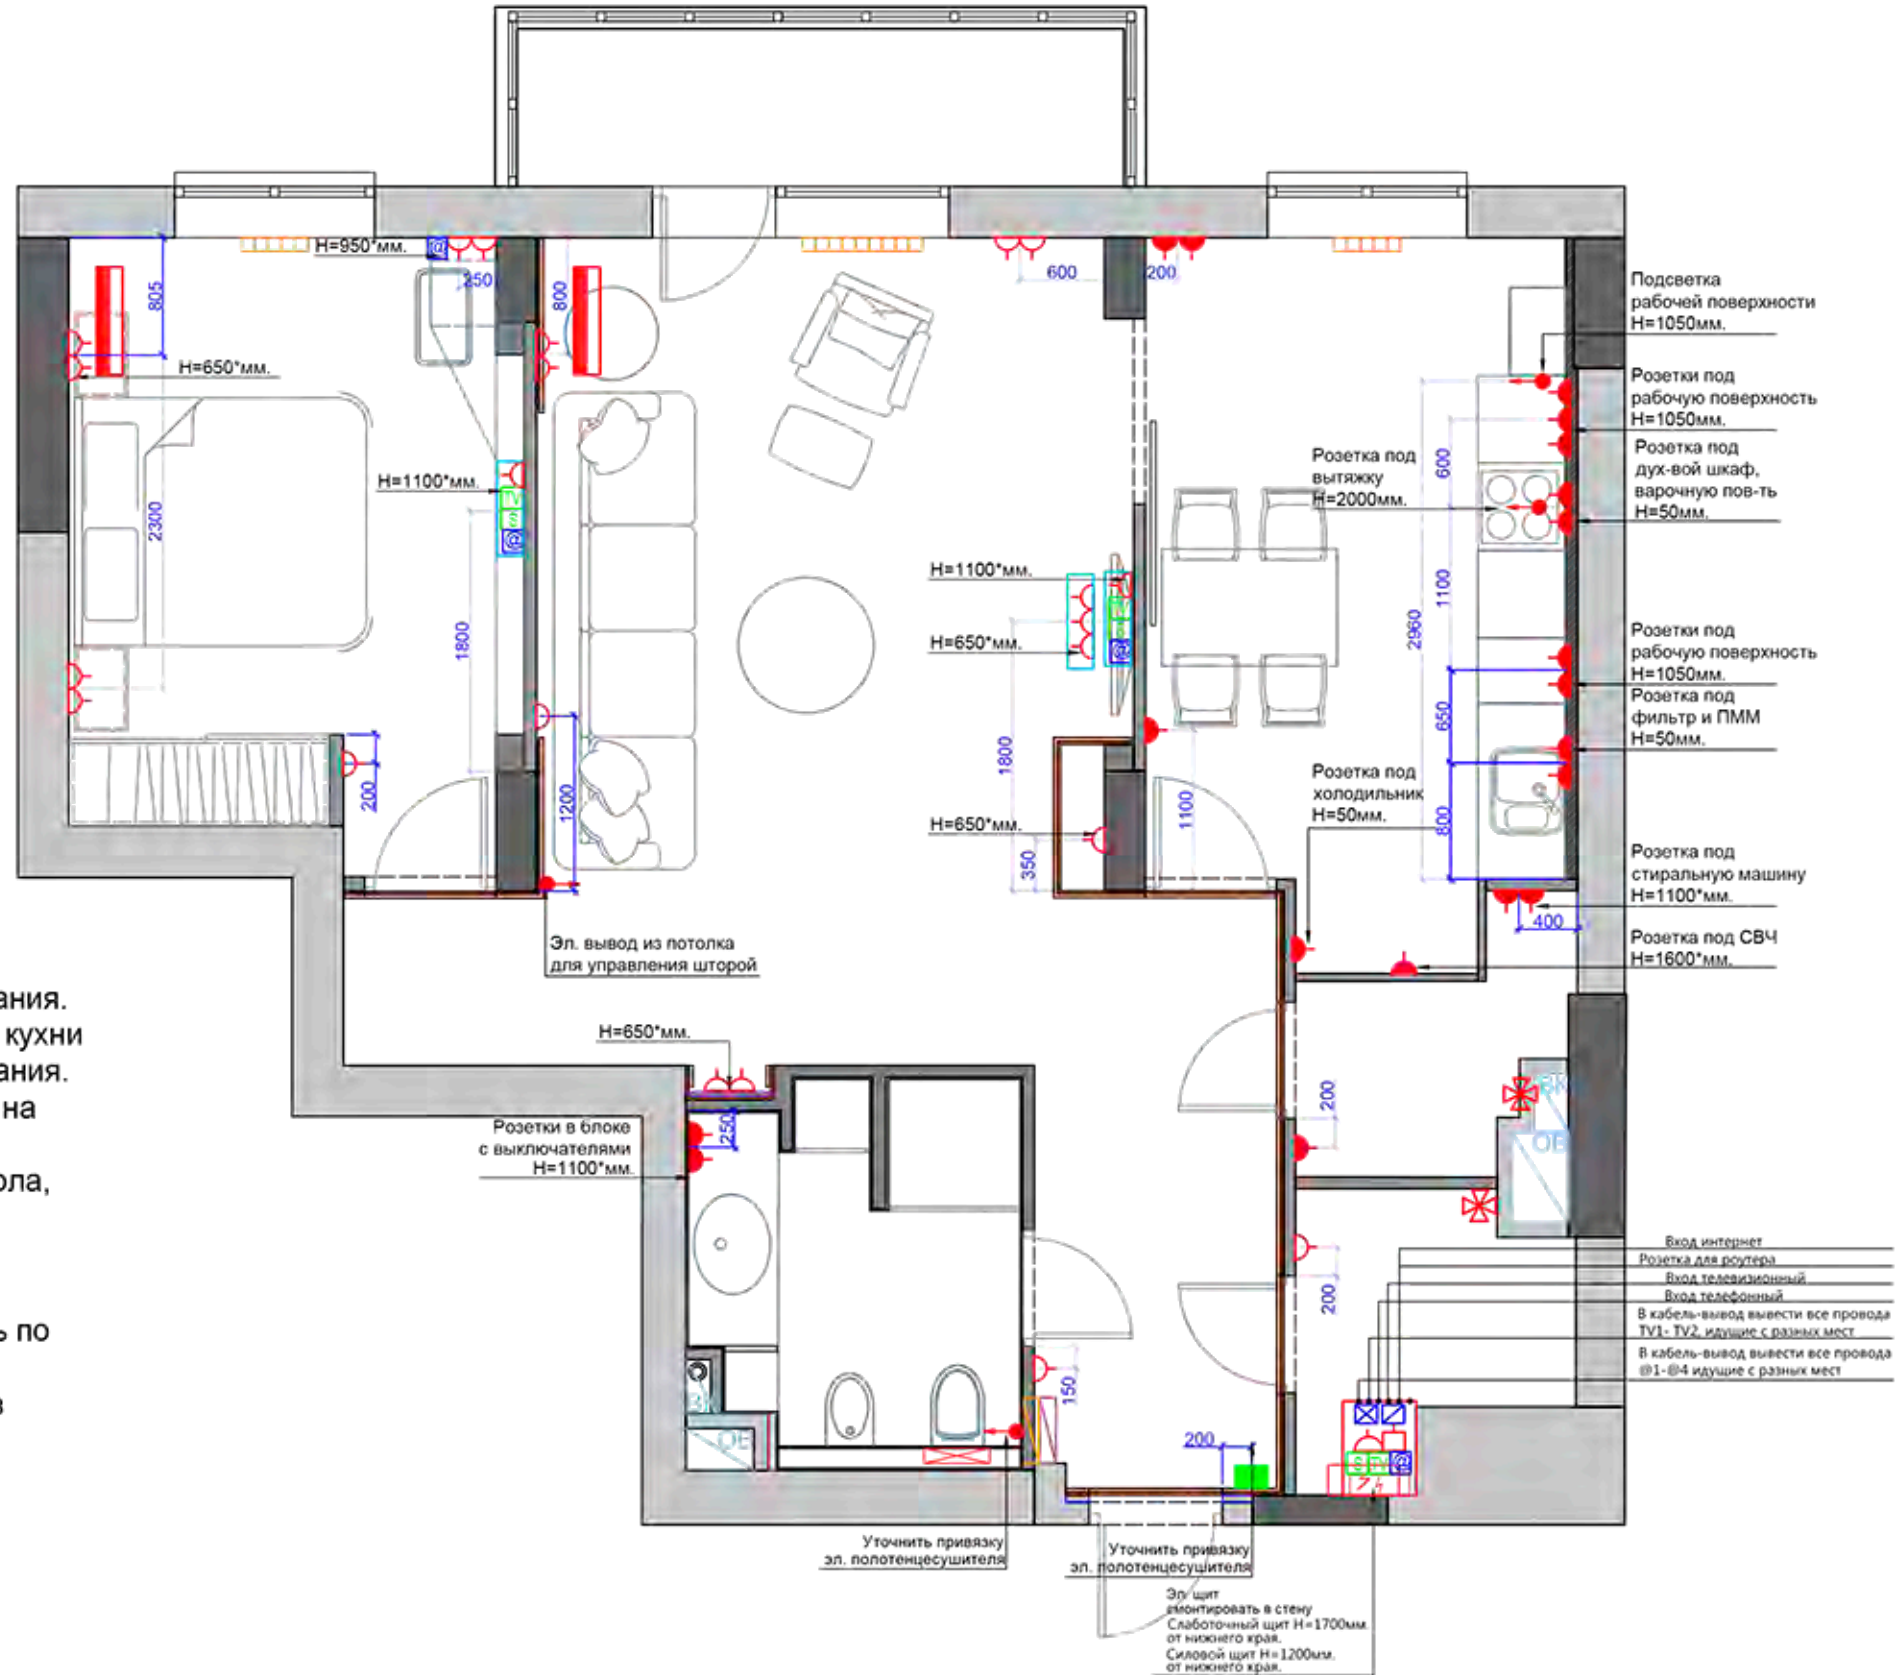 H=950*мм.
250
805
800
600
200
H=650*мм.
2300
H=1100*мм.
1800
200
1200
Подсветка
рабочей поверхности
H=1050мм.
Розетки под
рабочую поверхность
H=1050мм.
Розетка под
дух-вой шкаф,
варочную пов-ть
H=50мм.
Розетка под
вытяжку
H=2000мм.
600
1100
2960
650
800
H=1100*мм.
H=650*мм.
1800
H=650*мм.
350
1100
Розетки под
рабочую поверхность
H=1050мм.
Розетка под
фильтр и ПММ
H=50мм.
Розетка под
холодильник
H=50мм.
Розетка под
стиральную машину
H=1100*мм.
400
Розетка под СВЧ
H=1600*мм.
Эл. вывод из потолка
для управления шторой
ания.
кухни
ания.
на
ола,
ь по
в
H=650*мм.
250
Розетки в блоке
с выключателями
H=1100*мм.
200
ВК
ОВ
200
150
200
ВК
ОВ
TV
@
TV
@
@
S
TV
@
Вход интернет
Розетка для роутера
Вход телевизионный
Вход телефонный
В кабель-вывод вывести все провода
TV1- TV2, идущие с разных мест
В кабель-вывод вывести все провода
@1-@4 идущие с разных мест
Уточнить привязку
эл. полотенцесушителя
Уточнить привязку
эл. полотенцесушителя
Эл. щит
вмонтировать в стену
Слаботочный щит H=1700мм.
от нижнего края.
Силовой щит H=1200мм.
от нижнего края.